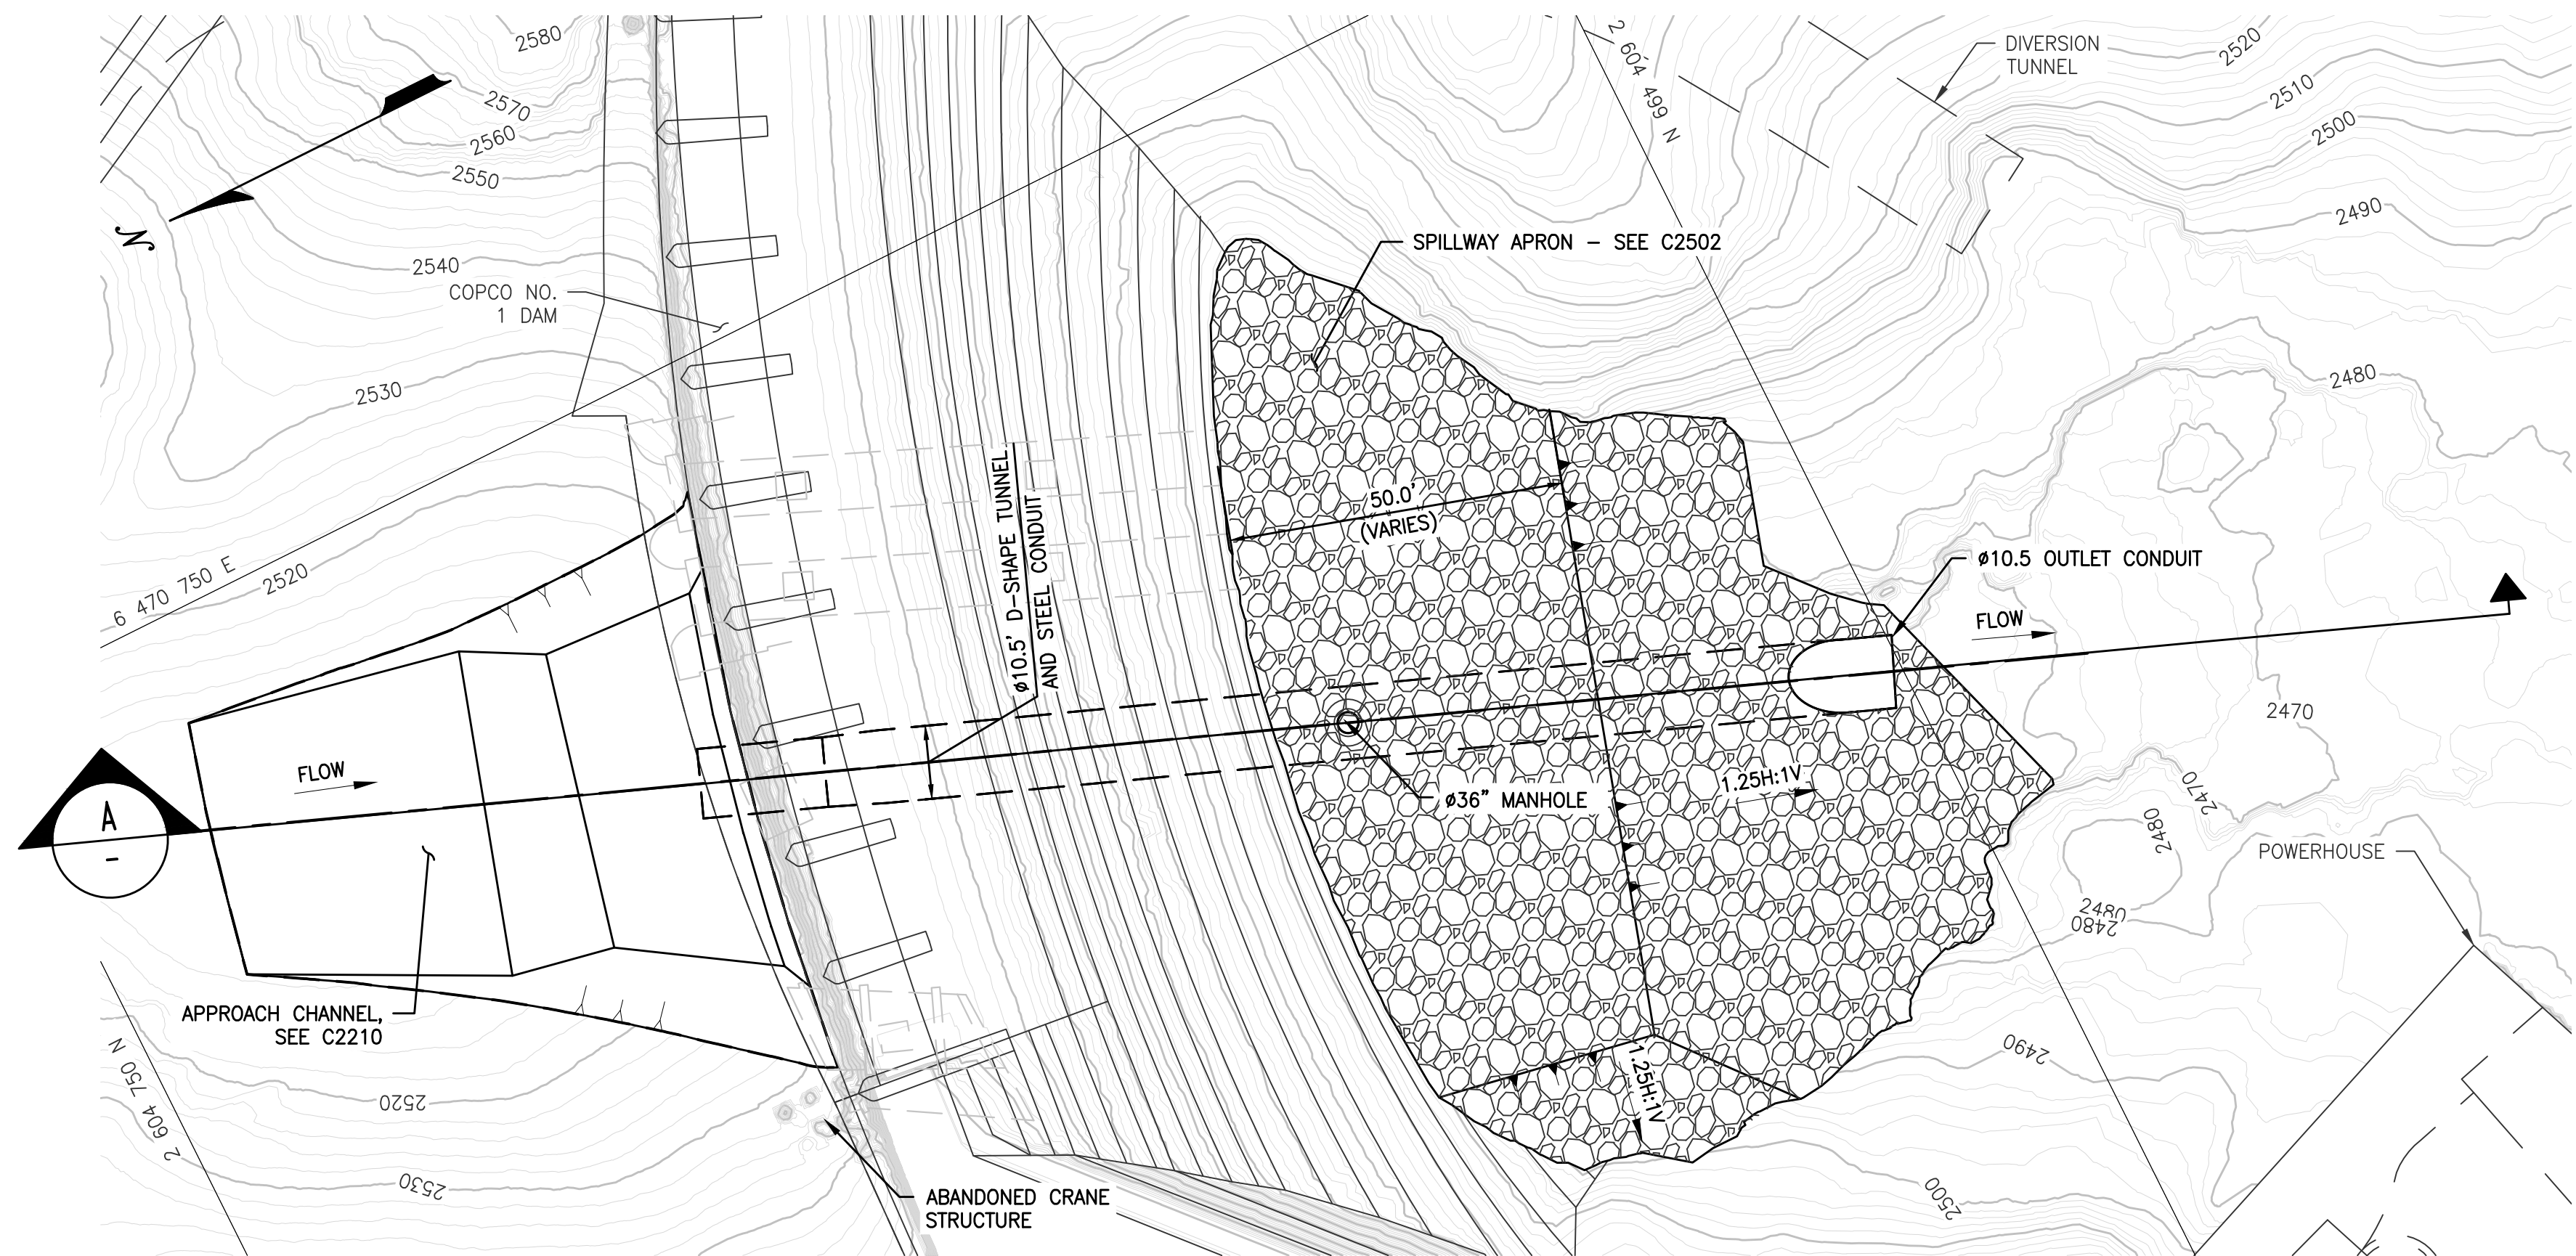 2580
2570
2560
2550
2540
2530
2520
N
COPCO NO.
1 DAM
6 470 750 E
2 604 499 N
DIVERSION
TUNNEL
2520
2510
2500
2490
2480
SPILLWAY APRON - SEE C2502
50.0'
(VARIES)
ø10.5' D-SHAPE TUNNEL
AND STEEL CONDUIT
ø10.5 OUTLET CONDUIT
FLOW
2470
A
-
FLOW
ø36" MANHOLE
1.25H:1V
1.25H:1V
2470
2480
2480
2480
POWERHOUSE
APPROACH CHANNEL,
SEE C2210
2 604 750 N
2520
2530
ABANDONED CRANE
STRUCTURE
2490
2500